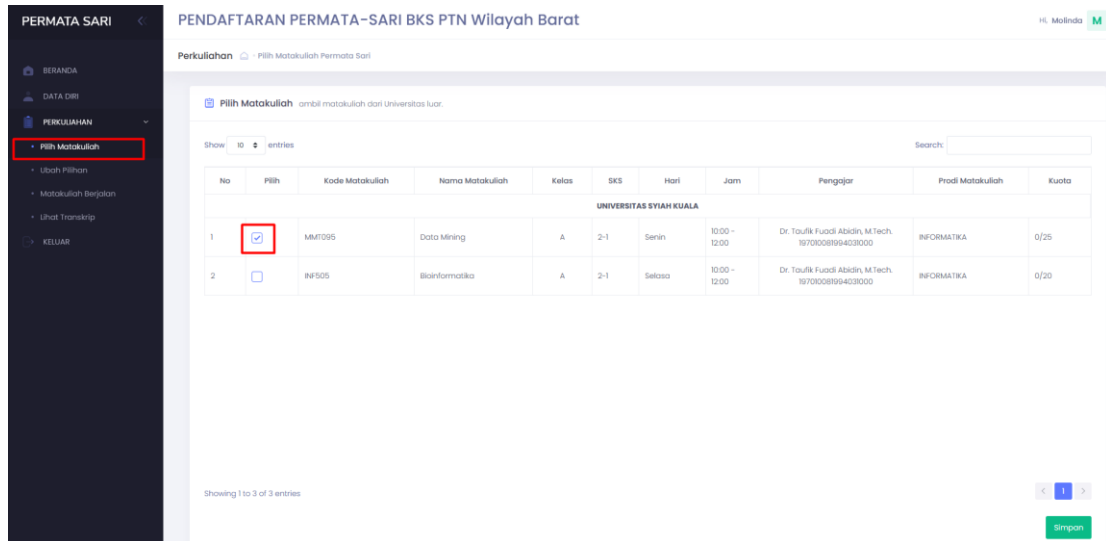 PERMATA SARI
PENDAFTARAN PERMATA-SARI BKS PTN Wilayah Barat
Hi, Molinda M
Perkuliahan - Pilih Matakuliah Permata Sari
BERANDA
DATA DIRI
PERKULIAHAN
Pilih Matakuliah
Ubah Pilihan
Matakuliah Berjalan
Lihat Transkrip
KELUAR
Pilih Matakuliah ambil matakuliah dari Universitas luar.
Show 10 entries Search:
No Pilih Kode Matakuliah Nama Matakuliah Kelas SKS Hari Jam Pengajar Prodi Matakuliah Kuota
UNIVERSITAS SYIAH KUALA
1 MMT095 Data Mining A 2-1 Senin 10:00 - 12:00 Dr. Taufik Fuadi Abidin, M.Tech. 197010081994031000 INFORMATIKA 0/25
2 INF505 Bioinformatika A 2-1 Selasa 10:00 - 12:00 Dr. Taufik Fuadi Abidin, M.Tech. 197010081994031000 INFORMATIKA 0/20
Showing 1 to 3 of 3 entries
< 1 >
Simpan